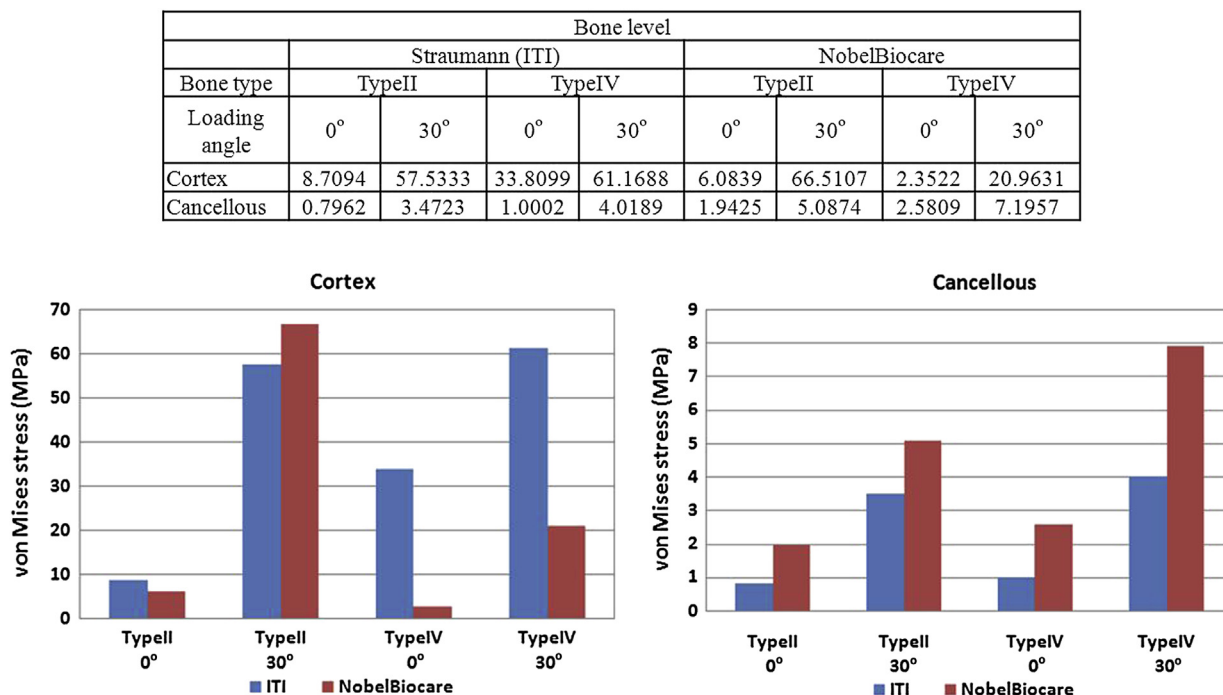 Bone level
Straumann (ITI) NobelBiocare
Bone type TypeII TypeIV TypeII TypeIV
Loading angle 0° 30° 0° 30° 0° 30° 0° 30°
Cortex 8.7094 57.5333 33.8099 61.1688 6.0839 66.5107 2.3522 20.9631
Cancellous 0.7962 3.4723 1.0002 4.0189 1.9425 5.0874 2.5809 7.1957
Cortex
von Mises stress (MPa)
70
60
50
40
30
20
10
0
TypeII TypeII TypeIV TypeIV
0° 30° 0° 30°
ITI NobelBiocare
Cancellous
von Mises stress (MPa)
9
8
7
6
5
4
3
2
1
0
TypeII TypeII TypeIV TypeIV
0° 30° 0° 30°
ITI NobelBiocare